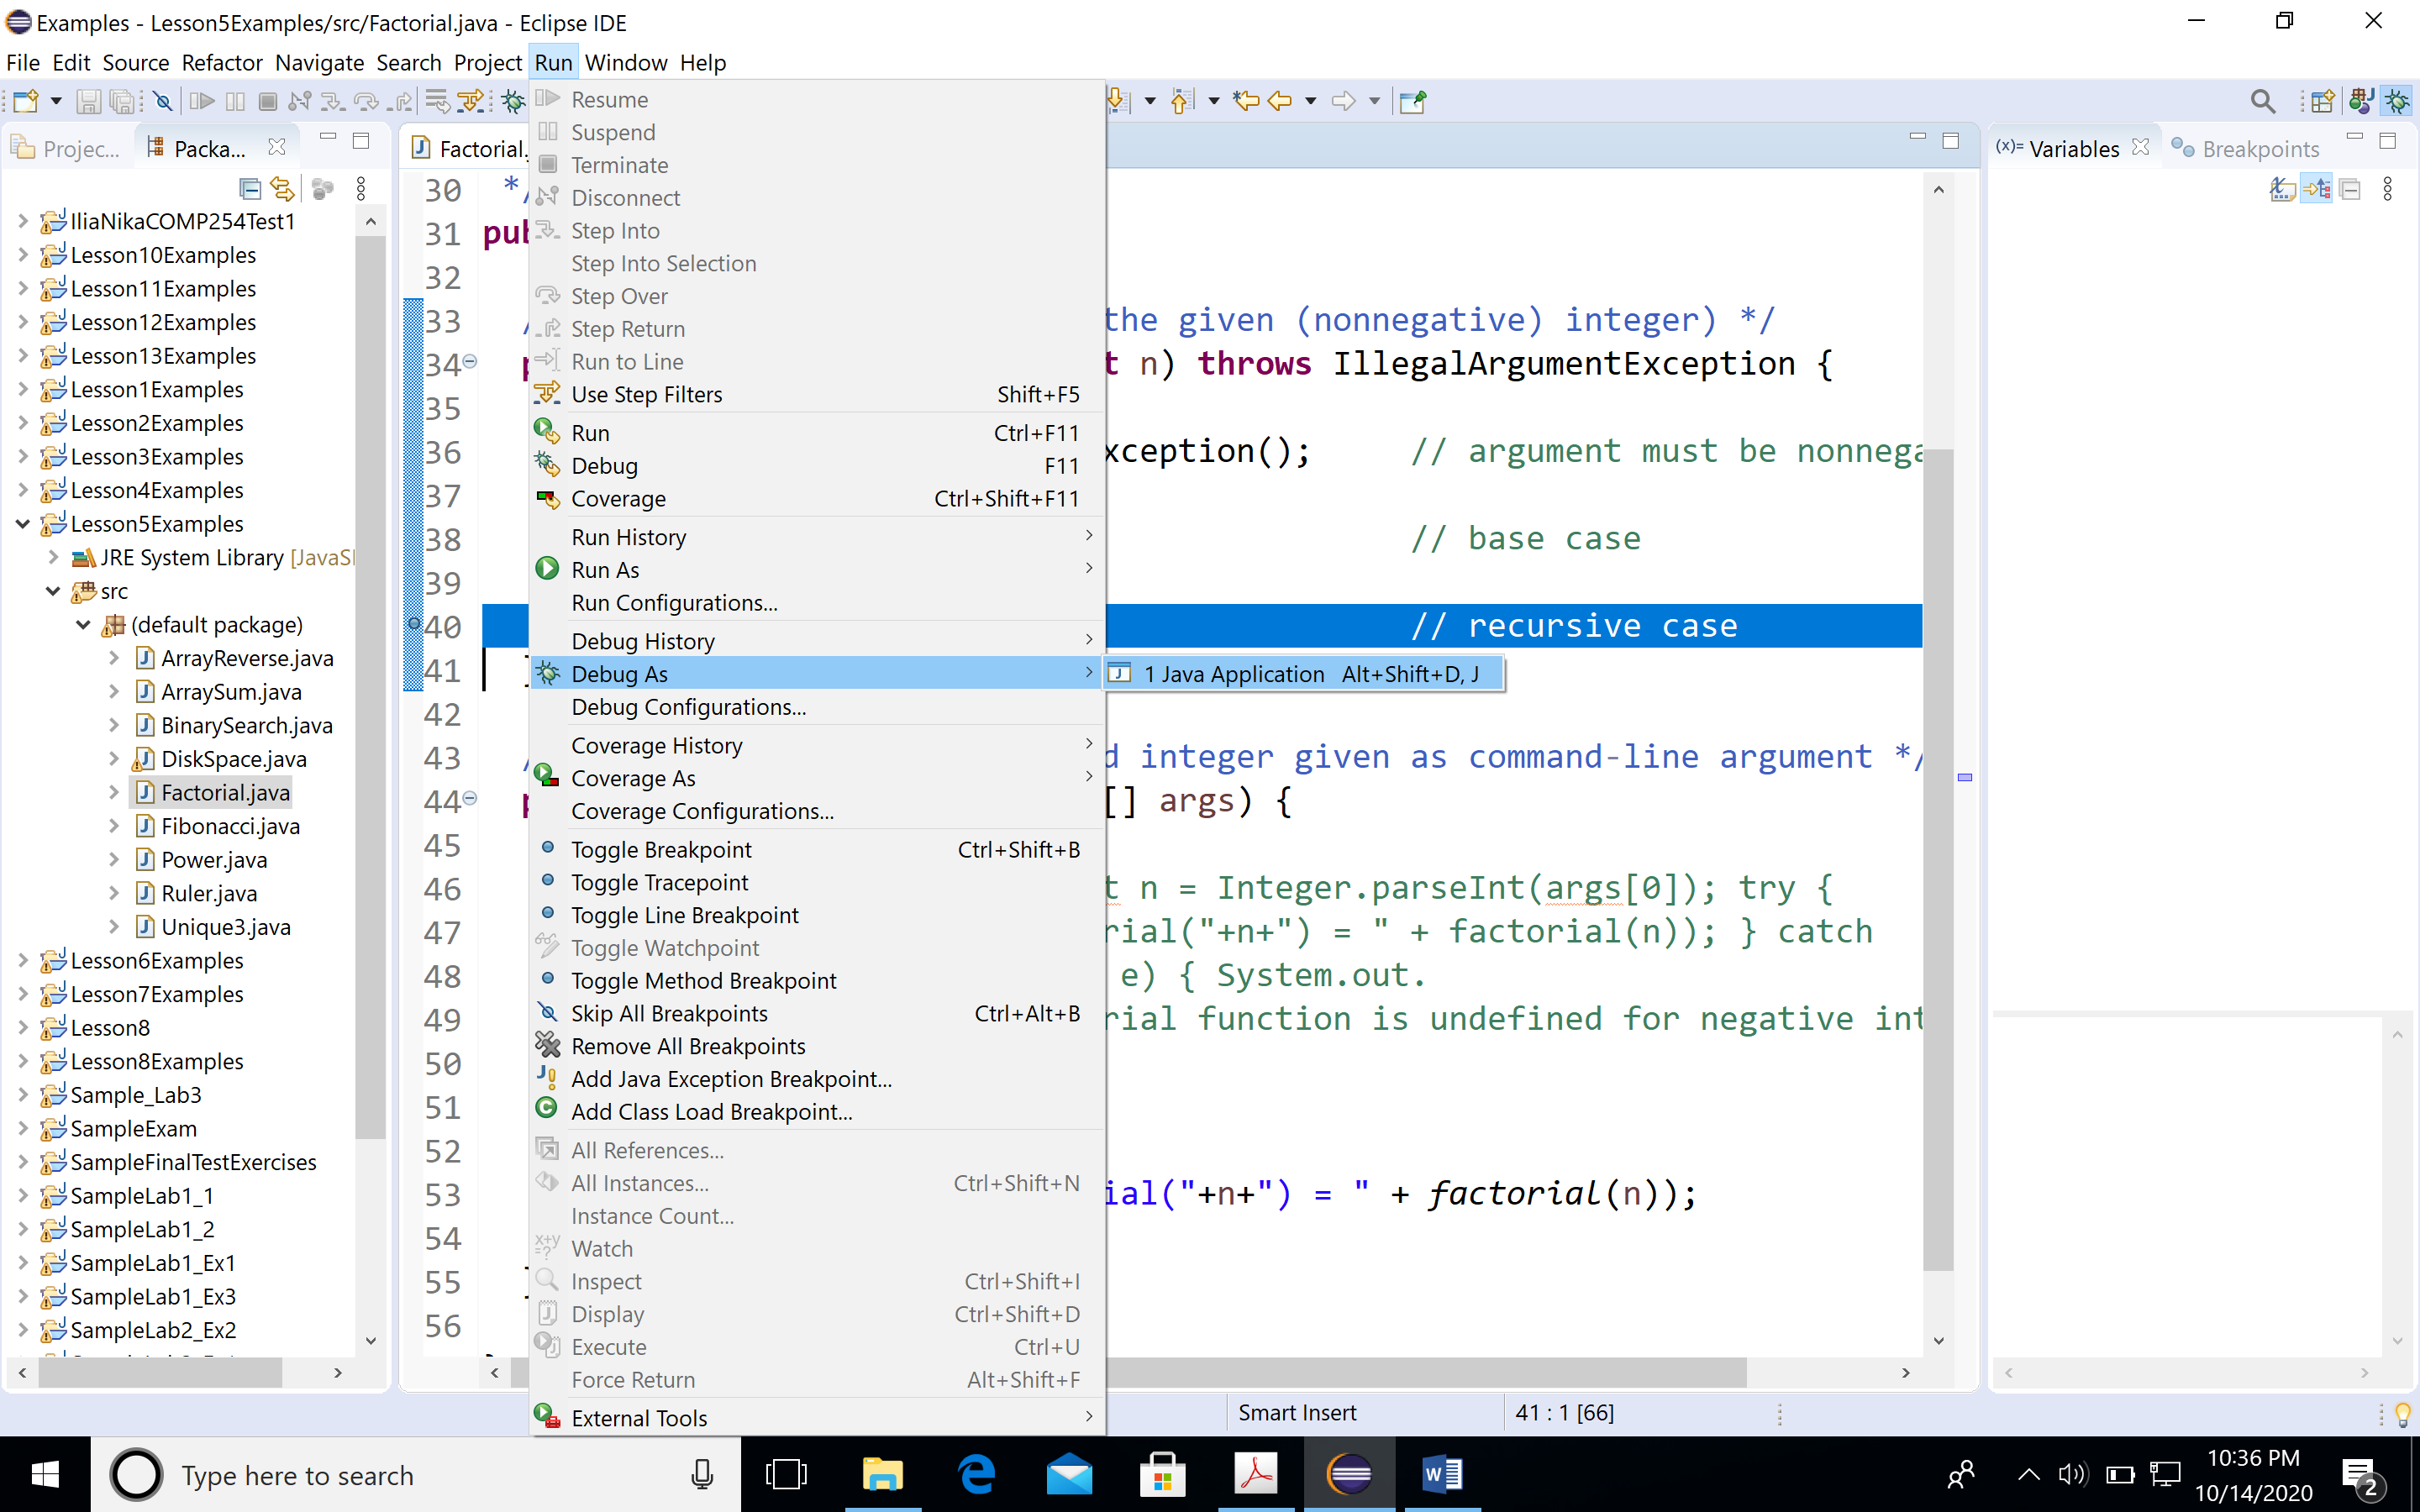 Examples - Lesson5Examples/src/Factorial.java - Eclipse IDE
File Edit Source Refactor Navigate Search Project Run Window Help
Projec...
Packa...
IliaNikaCOMP254Test1
Lesson10Examples
Lesson11Examples
Lesson12Examples
Lesson13Examples
Lesson1Examples
Lesson2Examples
Lesson3Examples
Lesson4Examples
Lesson5Examples
JRE System Library
src
(default package)
ArrayReverse.java
ArraySum.java
BinarySearch.java
DiskSpace.java
Factorial.java
Fibonacci.java
Power.java
Ruler.java
Unique3.java
Lesson6Examples
Lesson7Examples
Lesson8
Lesson8Examples
Sample_Lab3
SampleExam
SampleFinalTestExercises
SampleLab1_1
SampleLab1_2
SampleLab1_Ex1
SampleLab1_Ex3
SampleLab2_Ex2
Resume
Suspend
Terminate
Disconnect
Step Into
Step Into Selection
Step Over
Step Return
Run to Line
Use Step Filters Shift+F5
Run Ctrl+F11
Debug F11
Coverage Ctrl+Shift+F11
Run History
Run As
Run Configurations...
Debug History
Debug As
1 Java Application Alt+Shift+D, J
Debug Configurations...
Coverage History
Coverage As
Coverage Configurations...
Toggle Breakpoint Ctrl+Shift+B
Toggle Tracepoint
Toggle Line Breakpoint
Toggle Watchpoint
Toggle Method Breakpoint
Skip All Breakpoints Ctrl+Alt+B
Remove All Breakpoints
Add Java Exception Breakpoint...
Add Class Load Breakpoint...
All References...
All Instances... Ctrl+Shift+N
Instance Count...
Watch
Inspect Ctrl+Shift+I
Display Ctrl+Shift+D
Execute Ctrl+U
Force Return Alt+Shift+F
External Tools
Factorial.
30 *
31 pub
32
33 the given (nonnegative) integer) */
34 t n) throws IllegalArgumentException {
35
36 xception(); // argument must be nonnega
37
38 // base case
39
40 // recursive case
41
42
43 d integer given as command-line argument */
44 [] args) {
45
46 t n = Integer.parseInt(args[0]); try {
47 rial("+n+") = " + factorial(n)); } catch
48 e) { System.out.
49 rial function is undefined for negative int
50
51
52
53 ial("+n+") = " + factorial(n));
54
55
56
(x)= Variables
Breakpoints
Smart Insert
41 : 1 [66]
Type here to search
10:36 PM
10/14/2020
2